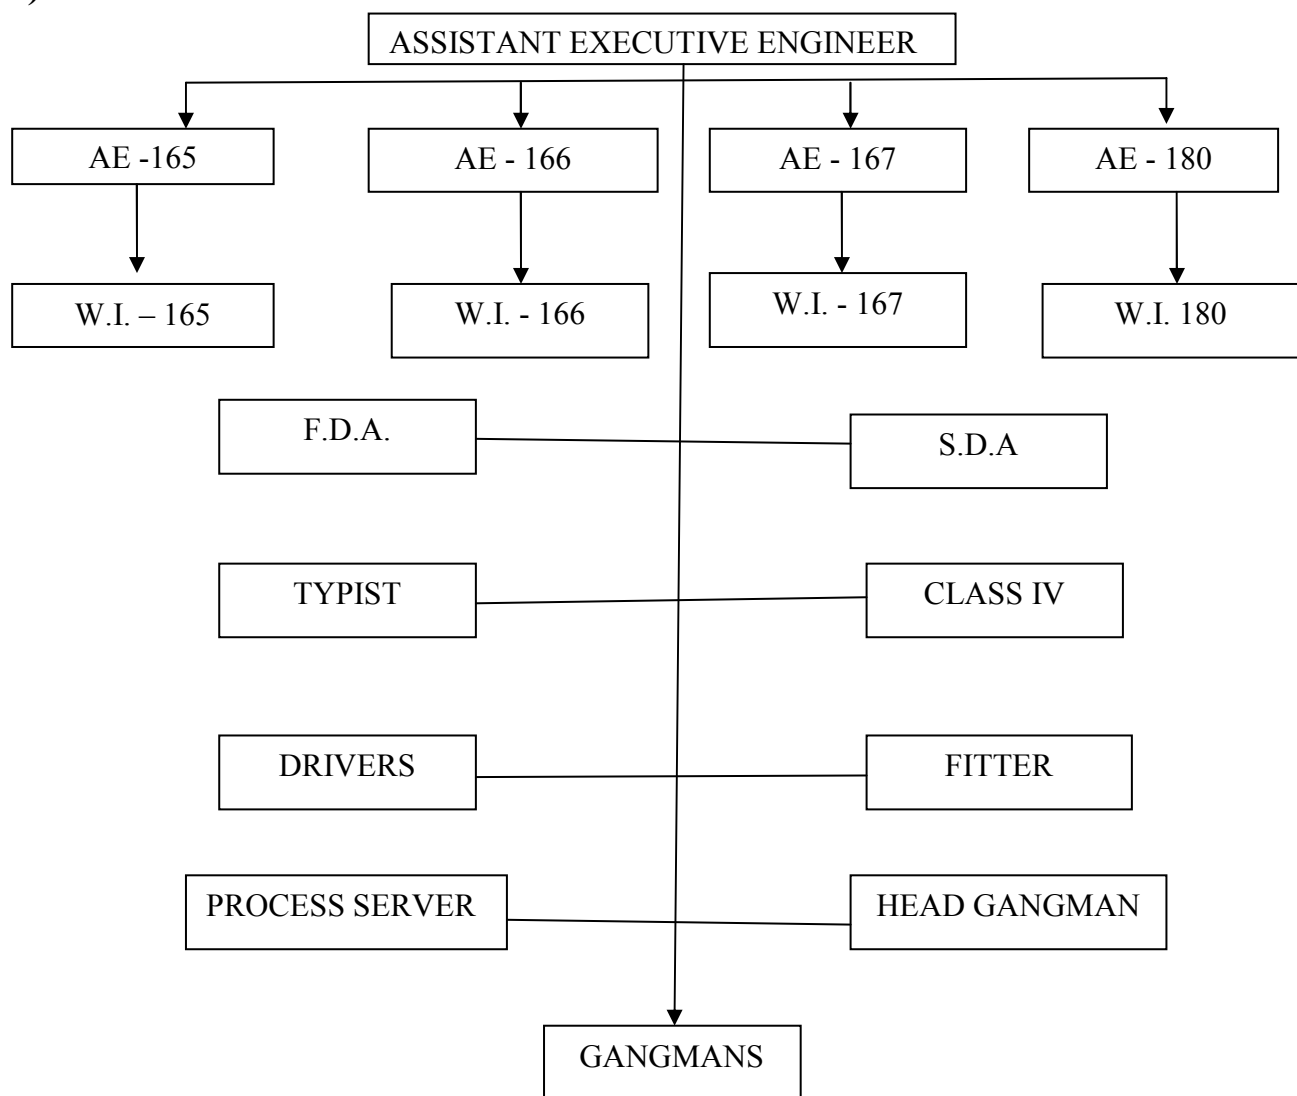 )
ASSISTANT EXECUTIVE ENGINEER
AE -165
AE - 166
AE - 167
AE - 180
W.I. – 165
W.I. - 166
W.I. - 167
W.I. 180
F.D.A.
S.D.A
TYPIST
CLASS IV
DRIVERS
FITTER
PROCESS SERVER
HEAD GANGMAN
GANGMANS